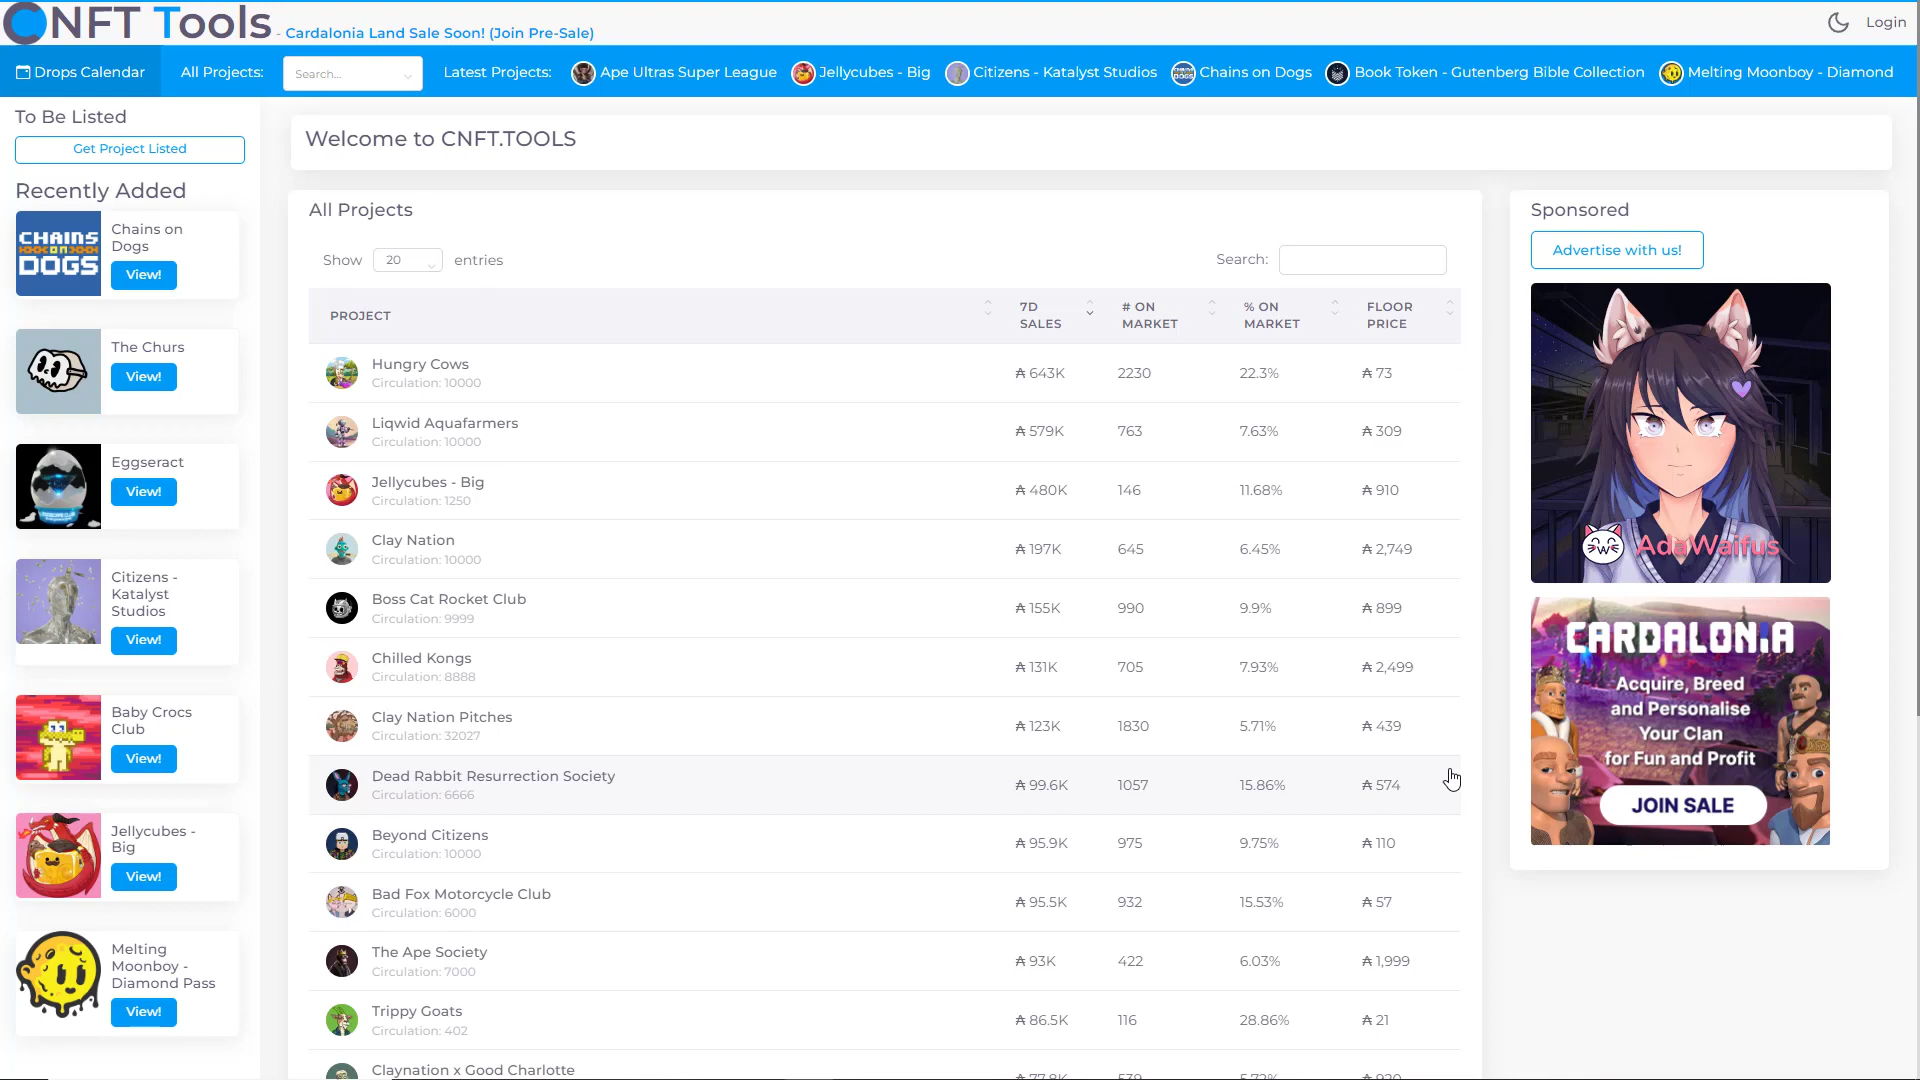 CNFT Tools - Cardalonia Land Sale Soon! (Join Pre-Sale)
Login
Drops Calendar
All Projects:
Search...
Latest Projects:
Ape Ultras Super League
Jellycubes - Big
Citizens - Katalyst Studios
Chains on Dogs
Book Token - Gutenberg Bible Collection
Melting Moonboy - Diamond
To Be Listed
Get Project Listed
Recently Added
CHAINS
ON
DOGS
Chains on
Dogs
View!
The Churs
View!
Eggseract
View!
Citizens -
Katalyst
Studios
View!
Baby Crocs
Club
View!
Jellycubes -
Big
View!
Melting
Moonboy -
Diamond Pass
View!
Welcome to CNFT.TOOLS
All Projects
Show 20 entries
Search:
PROJECT
7D
SALES
# ON
MARKET
% ON
MARKET
FLOOR
PRICE
Hungry Cows
Circulation: 10000
₳ 643K 2230 22.3% ₳ 73
Liqwid Aquafarmers
Circulation: 10000
₳ 579K 763 7.63% ₳ 309
Jellycubes - Big
Circulation: 1250
₳ 480K 146 11.68% ₳ 910
Clay Nation
Circulation: 10000
₳ 197K 645 6.45% ₳ 2,749
Boss Cat Rocket Club
Circulation: 9999
₳ 155K 990 9.9% ₳ 899
Chilled Kongs
Circulation: 8888
₳ 131K 705 7.93% ₳ 2,499
Clay Nation Pitches
Circulation: 32027
₳ 123K 1830 5.71% ₳ 439
Dead Rabbit Resurrection Society
Circulation: 6666
₳ 99.6K 1057 15.86% ₳ 574
Beyond Citizens
Circulation: 10000
₳ 95.9K 975 9.75% ₳ 110
Bad Fox Motorcycle Club
Circulation: 6000
₳ 95.5K 932 15.53% ₳ 57
The Ape Society
Circulation: 7000
₳ 93K 422 6.03% ₳ 1,999
Trippy Goats
Circulation: 402
₳ 86.5K 116 28.86% ₳ 21
Claynation x Good Charlotte
Sponsored
Advertise with us!
AdaWaifus
CARDALONIA
Acquire, Breed
and Personalise
Your Clan
for Fun and Profit
JOIN SALE